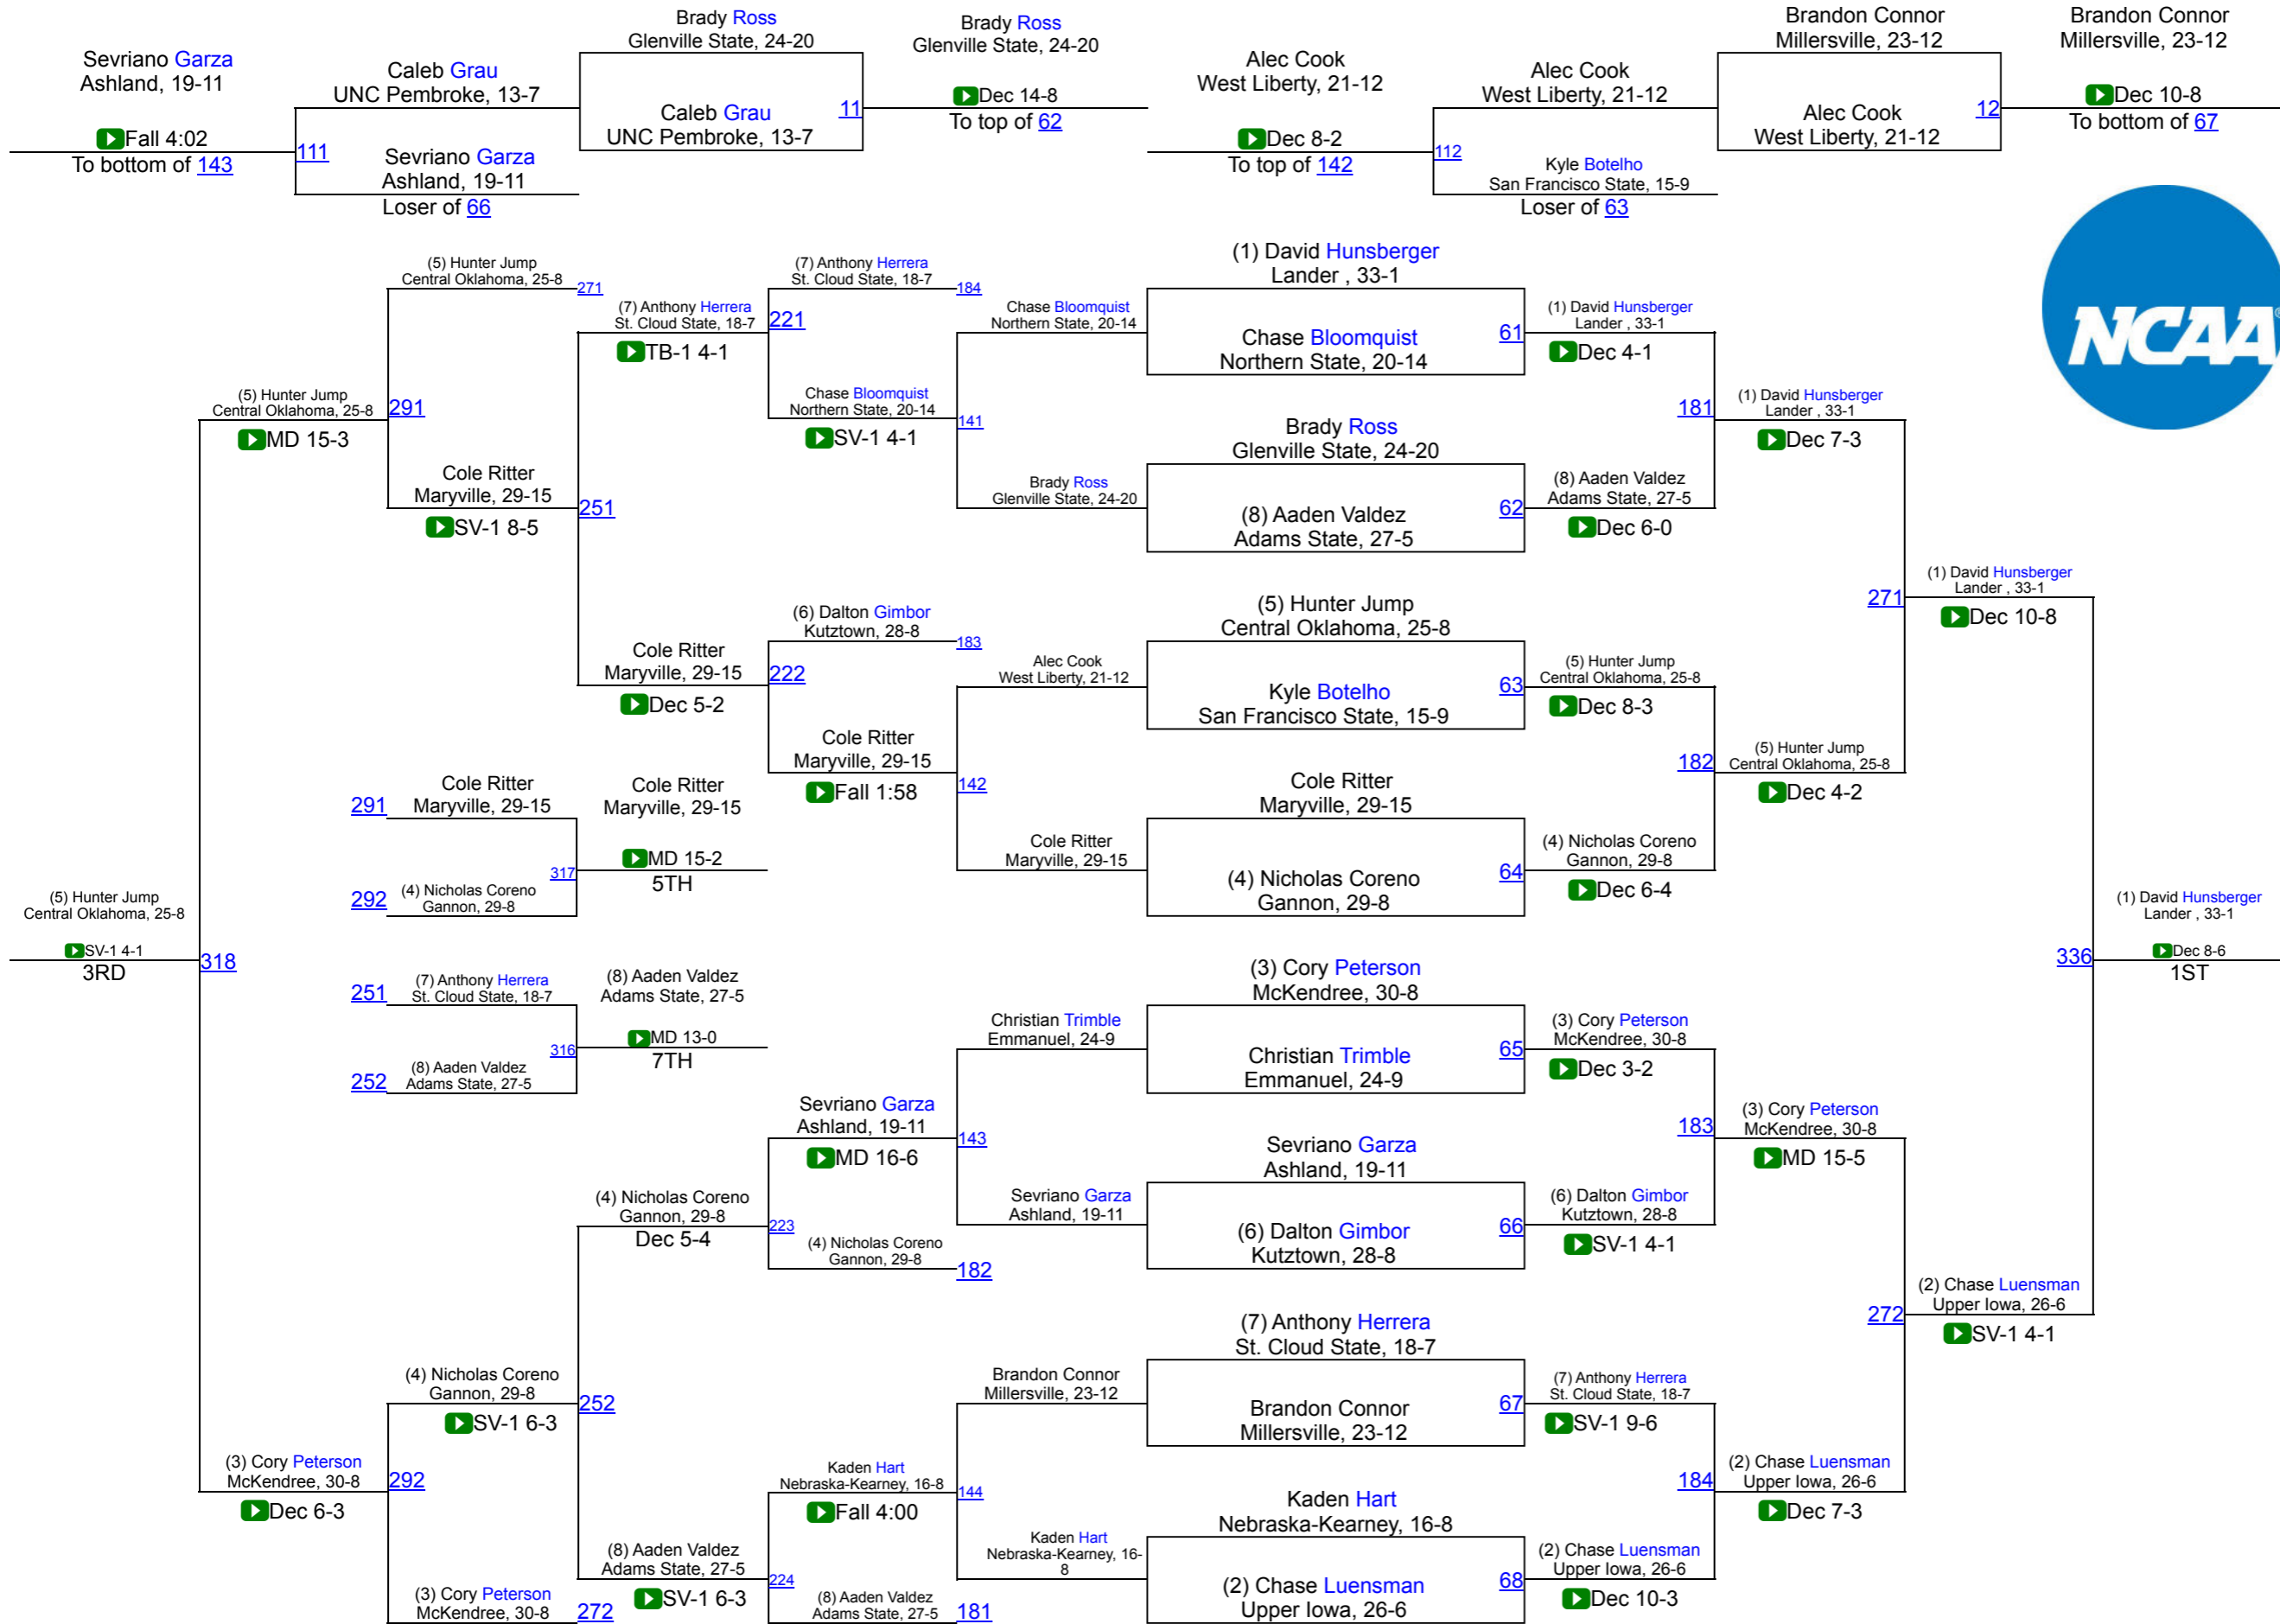 Brady Ross
Glenville State, 24-20
Brady Ross
Glenville State, 24-20
Brandon Connor
Millersville, 23-12
Brandon Connor
Millersville, 23-12
Sevriano Garza
Ashland, 19-11
Caleb Grau
UNC Pembroke, 13-7
Alec Cook
West Liberty, 21-12
Alec Cook
West Liberty, 21-12
Caleb Grau
UNC Pembroke, 13-7
11
Dec 14-8
To top of 62
Alec Cook
West Liberty, 21-12
12
Dec 10-8
To bottom of 67
Fall 4:02
To bottom of 143
111
Sevriano Garza
Ashland, 19-11
Loser of 66
Dec 8-2
To top of 142
112
Kyle Botelho
San Francisco State, 15-9
Loser of 63
NCAA
(5) Hunter Jump
Central Oklahoma, 25-8
271
(7) Anthony Herrera
St. Cloud State, 18-7
184
(1) David Hunsberger
Lander , 33-1
(7) Anthony Herrera
St. Cloud State, 18-7
221
TB-1 4-1
Chase Bloomquist
Northern State, 20-14
Chase Bloomquist
Northern State, 20-14
61
(1) David Hunsberger
Lander , 33-1
Dec 4-1
(5) Hunter Jump
Central Oklahoma, 25-8
291
MD 15-3
Chase Bloomquist
Northern State, 20-14
141
SV-1 4-1
181
(1) David Hunsberger
Lander , 33-1
Dec 7-3
Brady Ross
Glenville State, 24-20
Cole Ritter
Maryville, 29-15
251
SV-1 8-5
Brady Ross
Glenville State, 24-20
(8) Aaden Valdez
Adams State, 27-5
62
(8) Aaden Valdez
Adams State, 27-5
Dec 6-0
(6) Dalton Gimbor
Kutztown, 28-8
183
(5) Hunter Jump
Central Oklahoma, 25-8
271
(1) David Hunsberger
Lander , 33-1
Dec 10-8
Cole Ritter
Maryville, 29-15
222
Dec 5-2
Alec Cook
West Liberty, 21-12
Kyle Botelho
San Francisco State, 15-9
63
(5) Hunter Jump
Central Oklahoma, 25-8
Dec 8-3
Cole Ritter
Maryville, 29-15
142
Fall 1:58
182
(5) Hunter Jump
Central Oklahoma, 25-8
Dec 4-2
291
Cole Ritter
Maryville, 29-15
Cole Ritter
Maryville, 29-15
Cole Ritter
Maryville, 29-15
317
MD 15-2
5TH
292
(4) Nicholas Coreno
Gannon, 29-8
Cole Ritter
Maryville, 29-15
(4) Nicholas Coreno
Gannon, 29-8
64
(4) Nicholas Coreno
Gannon, 29-8
Dec 6-4
(5) Hunter Jump
Central Oklahoma, 25-8
SV-1 4-1
3RD
318
(1) David Hunsberger
Lander , 33-1
336
Dec 8-6
1ST
251
(7) Anthony Herrera
St. Cloud State, 18-7
(8) Aaden Valdez
Adams State, 27-5
316
MD 13-0
7TH
252
(8) Aaden Valdez
Adams State, 27-5
(3) Cory Peterson
McKendree, 30-8
Christian Trimble
Emmanuel, 24-9
Christian Trimble
Emmanuel, 24-9
65
(3) Cory Peterson
McKendree, 30-8
Dec 3-2
Sevriano Garza
Ashland, 19-11
143
MD 16-6
183
(3) Cory Peterson
McKendree, 30-8
MD 15-5
Sevriano Garza
Ashland, 19-11
(4) Nicholas Coreno
Gannon, 29-8
223
Dec 5-4
Sevriano Garza
Ashland, 19-11
(6) Dalton Gimbor
Kutztown, 28-8
66
(6) Dalton Gimbor
Kutztown, 28-8
SV-1 4-1
(4) Nicholas Coreno
Gannon, 29-8
182
272
(2) Chase Luensman
Upper Iowa, 26-6
SV-1 4-1
(7) Anthony Herrera
St. Cloud State, 18-7
(4) Nicholas Coreno
Gannon, 29-8
252
SV-1 6-3
Brandon Connor
Millersville, 23-12
Brandon Connor
Millersville, 23-12
67
(7) Anthony Herrera
St. Cloud State, 18-7
SV-1 9-6
(3) Cory Peterson
McKendree, 30-8
292
Dec 6-3
Kaden Hart
Nebraska-Kearney, 16-8
144
Fall 4:00
184
(2) Chase Luensman
Upper Iowa, 26-6
Dec 7-3
Kaden Hart
Nebraska-Kearney, 16-8
(8) Aaden Valdez
Adams State, 27-5
224
SV-1 6-3
Kaden Hart
Nebraska-Kearney, 16-
8
(2) Chase Luensman
Upper Iowa, 26-6
68
(2) Chase Luensman
Upper Iowa, 26-6
Dec 10-3
(3) Cory Peterson
McKendree, 30-8
272
(8) Aaden Valdez
Adams State, 27-5
181